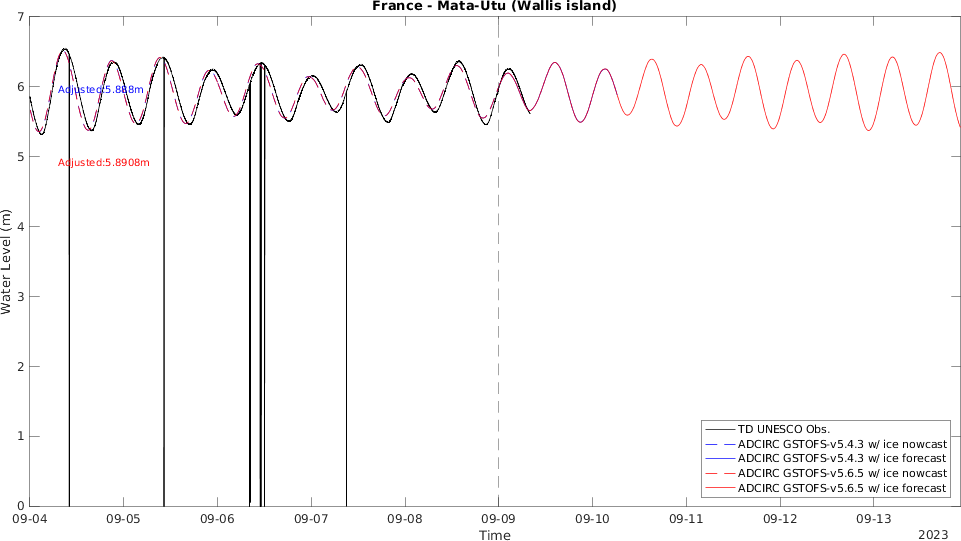 France - Mata-Utu (Wallis island)
7
6
5
4
3
2
1
0
Water Level (m)
Adjusted:5.888m
Adjusted:5.8908m
TD UNESCO Obs.
ADCIRC GSTOFS-v5.4.3 w/ ice nowcast
ADCIRC GSTOFS-v5.4.3 w/ ice forecast
ADCIRC GSTOFS-v5.6.5 w/ ice nowcast
ADCIRC GSTOFS-v5.6.5 w/ ice forecast
09-04 09-05 09-06 09-07 09-08 09-09 09-10 09-11 09-12 09-13
Time
2023